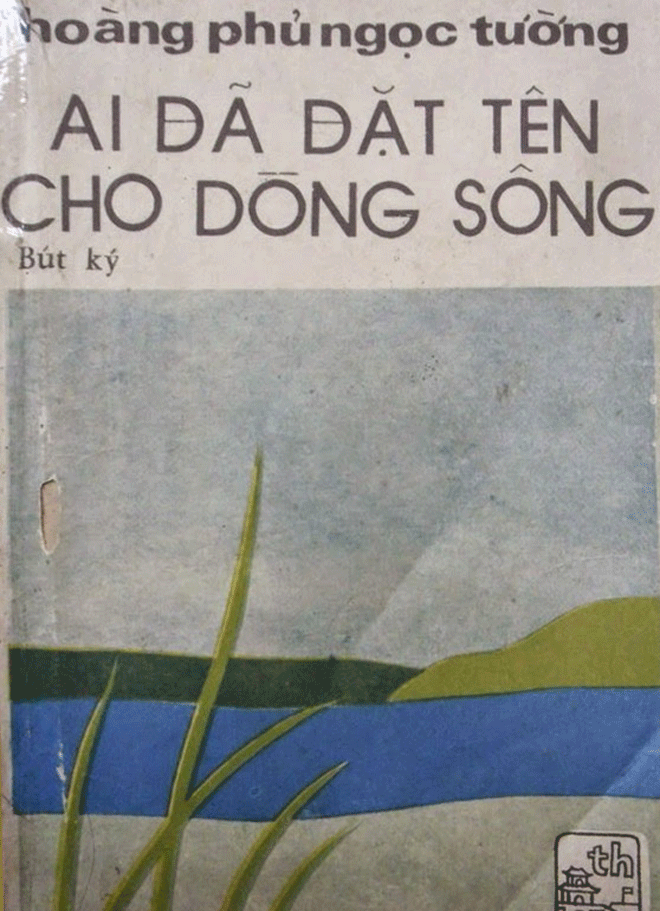 hoàng phủ ngọc tường
AI ĐÃ ĐẶT TÊN
CHO DÒNG SÔNG
Bút ký
th